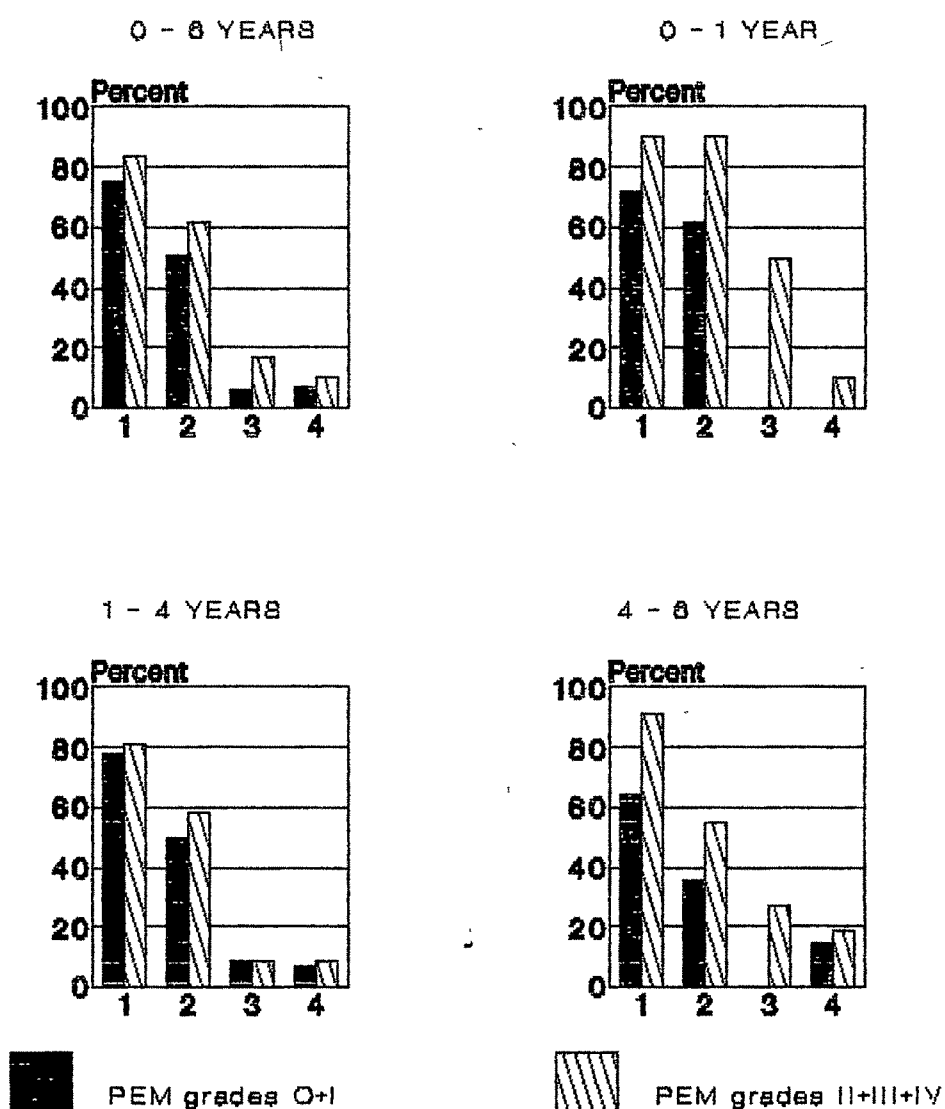 0 - 6 YEARS
0 - 1 YEAR
Percent
100
80
60
40
20
0
1 2 3 4
Percent
100
80
60
40
20
0
1 2 3 4
1 - 4 YEARS
4 - 6 YEARS
Percent
100
80
60
40
20
0
1 2 3 4
Percent
100
80
60
40
20
0
1 2 3 4
PEM grades O+I
PEM grades II+III+IV